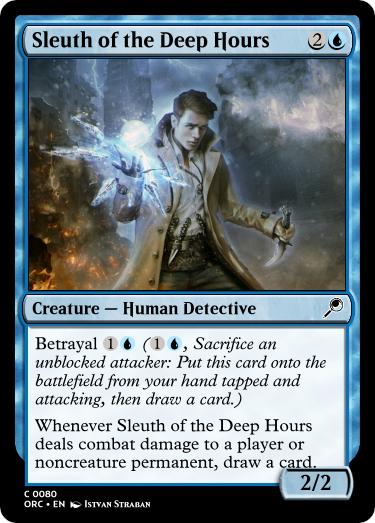 Sleuth of the Deep Hours 2
Creature — Human Detective
Betrayal 1 (1, Sacrifice an
unblocked attacker: Put this card onto the
battlefield from your hand tapped and
attacking, then draw a card.)
Whenever Sleuth of the Deep Hours
deals combat damage to a player or
noncreature permanent, draw a card.
2/2
C 0080
ORC • EN Istvan Straban